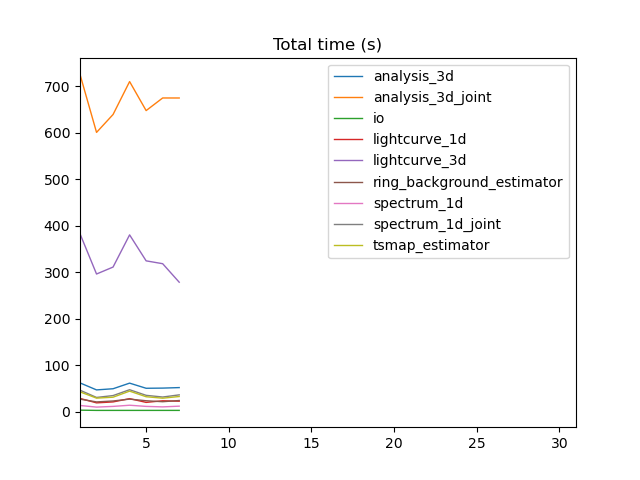 Total time (s)
analysis_3d
analysis_3d_joint
io
lightcurve_1d
lightcurve_3d
ring_background_estimator
spectrum_1d
spectrum_1d_joint
tsmap_estimator
700
600
500
400
300
200
100
0
5 10 15 20 25 30